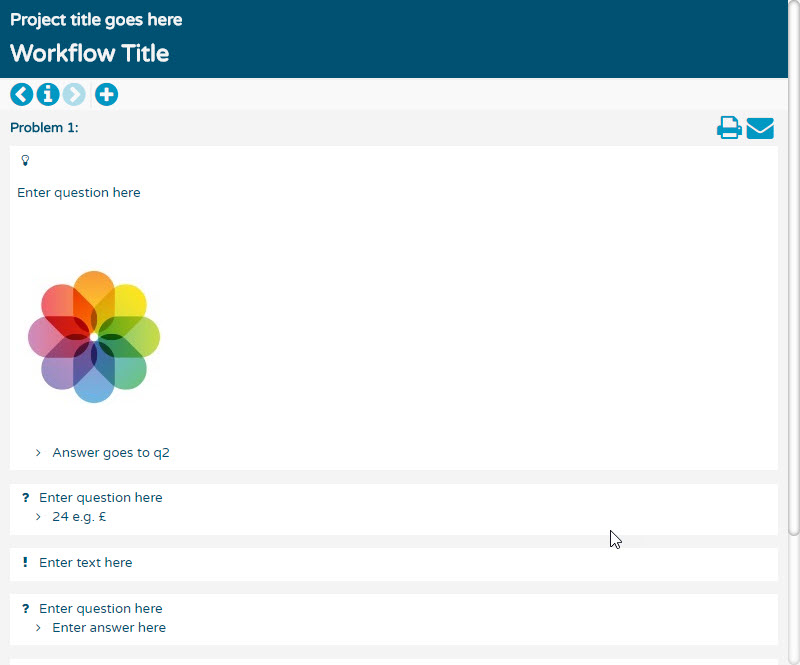 Project title goes here
Workflow Title
Problem 1:
Enter question here
Answer goes to q2
? Enter question here
24 e.g. £
! Enter text here
? Enter question here
Enter answer here